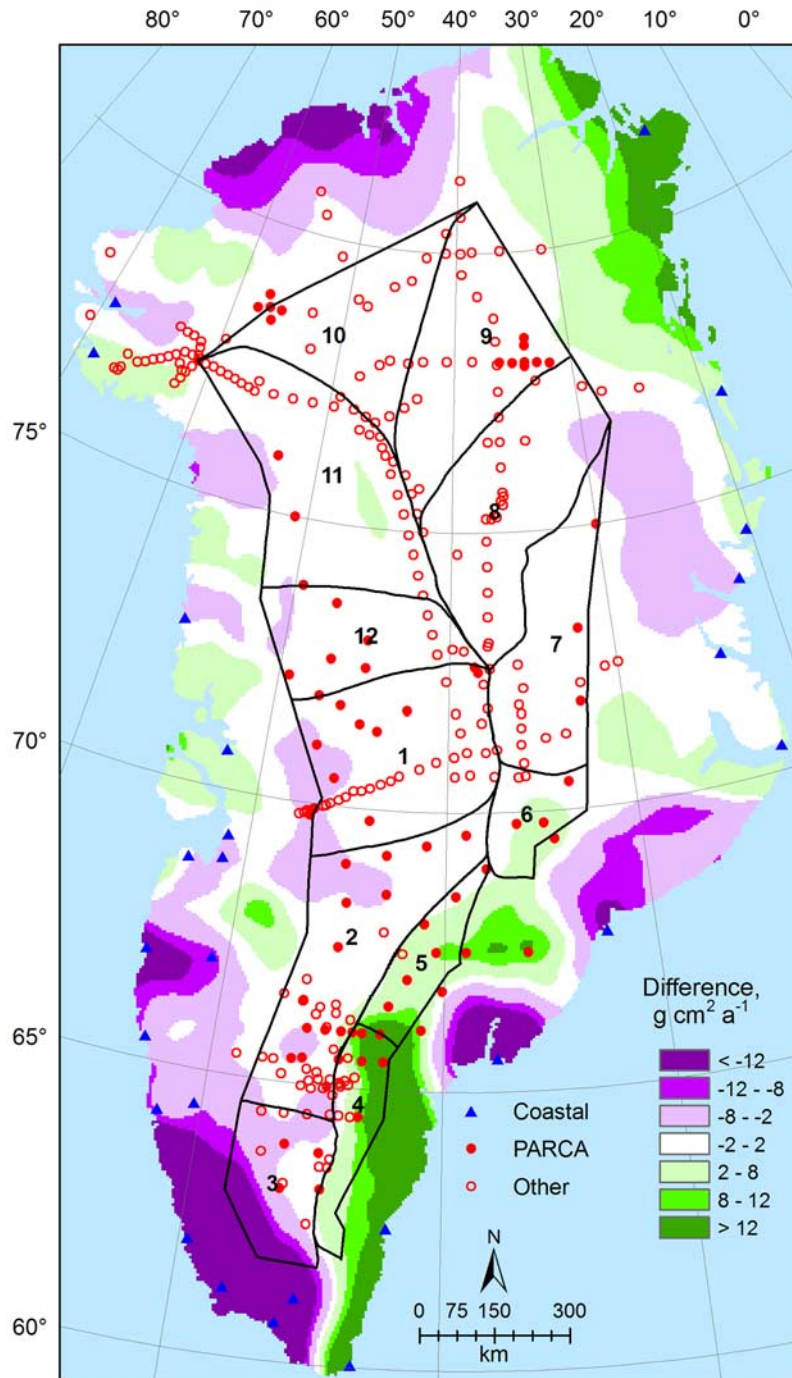 80° 70° 60° 50° 40° 30° 20° 10° 0°
10
9
75°
11
8
12
7
1
70°
6
2
5
Difference,
g cm² a⁻¹
65°
< -12
-12 - -8
-8 - -2
4
Coastal
-2 - 2
PARCA
2 - 8
3
Other
8 - 12
> 12
N
0 75 150 300
km
60°